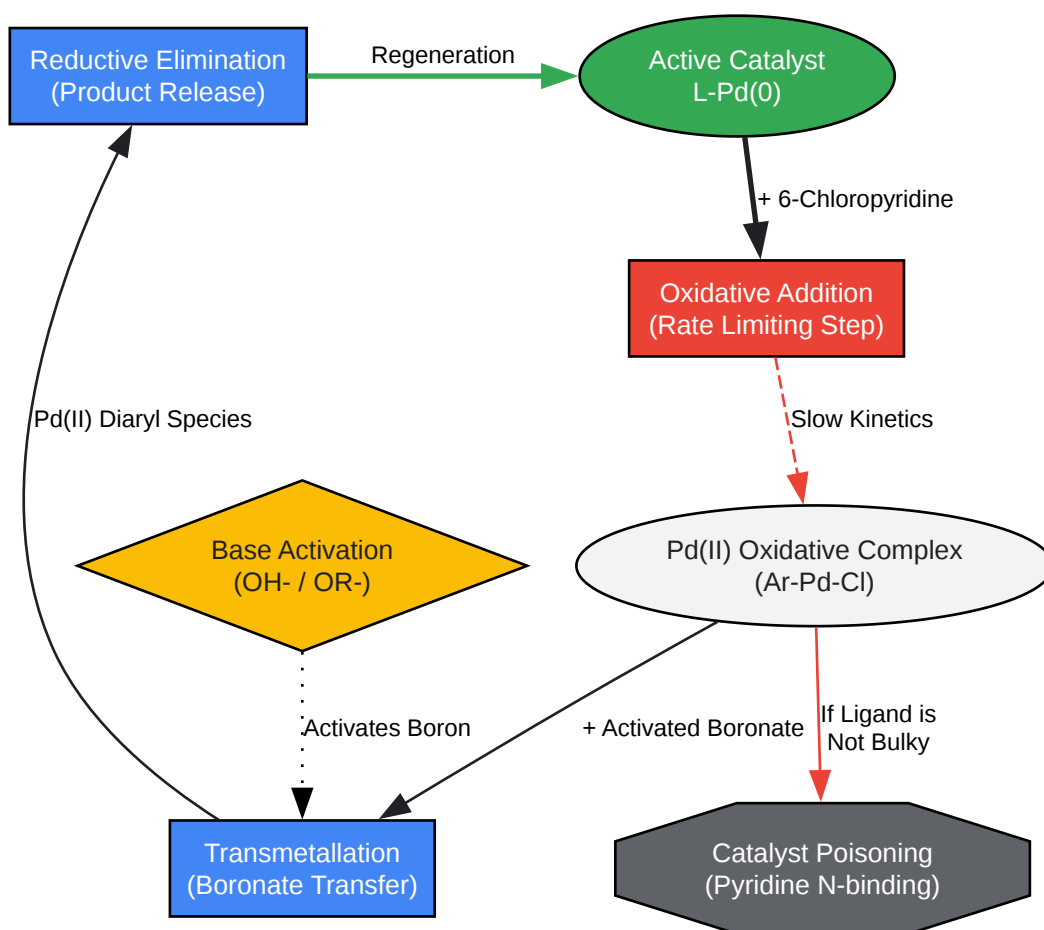 Reductive Elimination
(Product Release)
Regeneration
Active Catalyst
L-Pd(0)
+ 6-Chloropyridine
Oxidative Addition
(Rate Limiting Step)
Slow Kinetics
Pd(II) Diaryl Species
Base Activation
(OH- / OR-)
Pd(II) Oxidative Complex
(Ar-Pd-Cl)
Activates Boron
+ Activated Boronate
If Ligand is
Not Bulky
Transmetallation
(Boronate Transfer)
Catalyst Poisoning
(Pyridine N-binding)